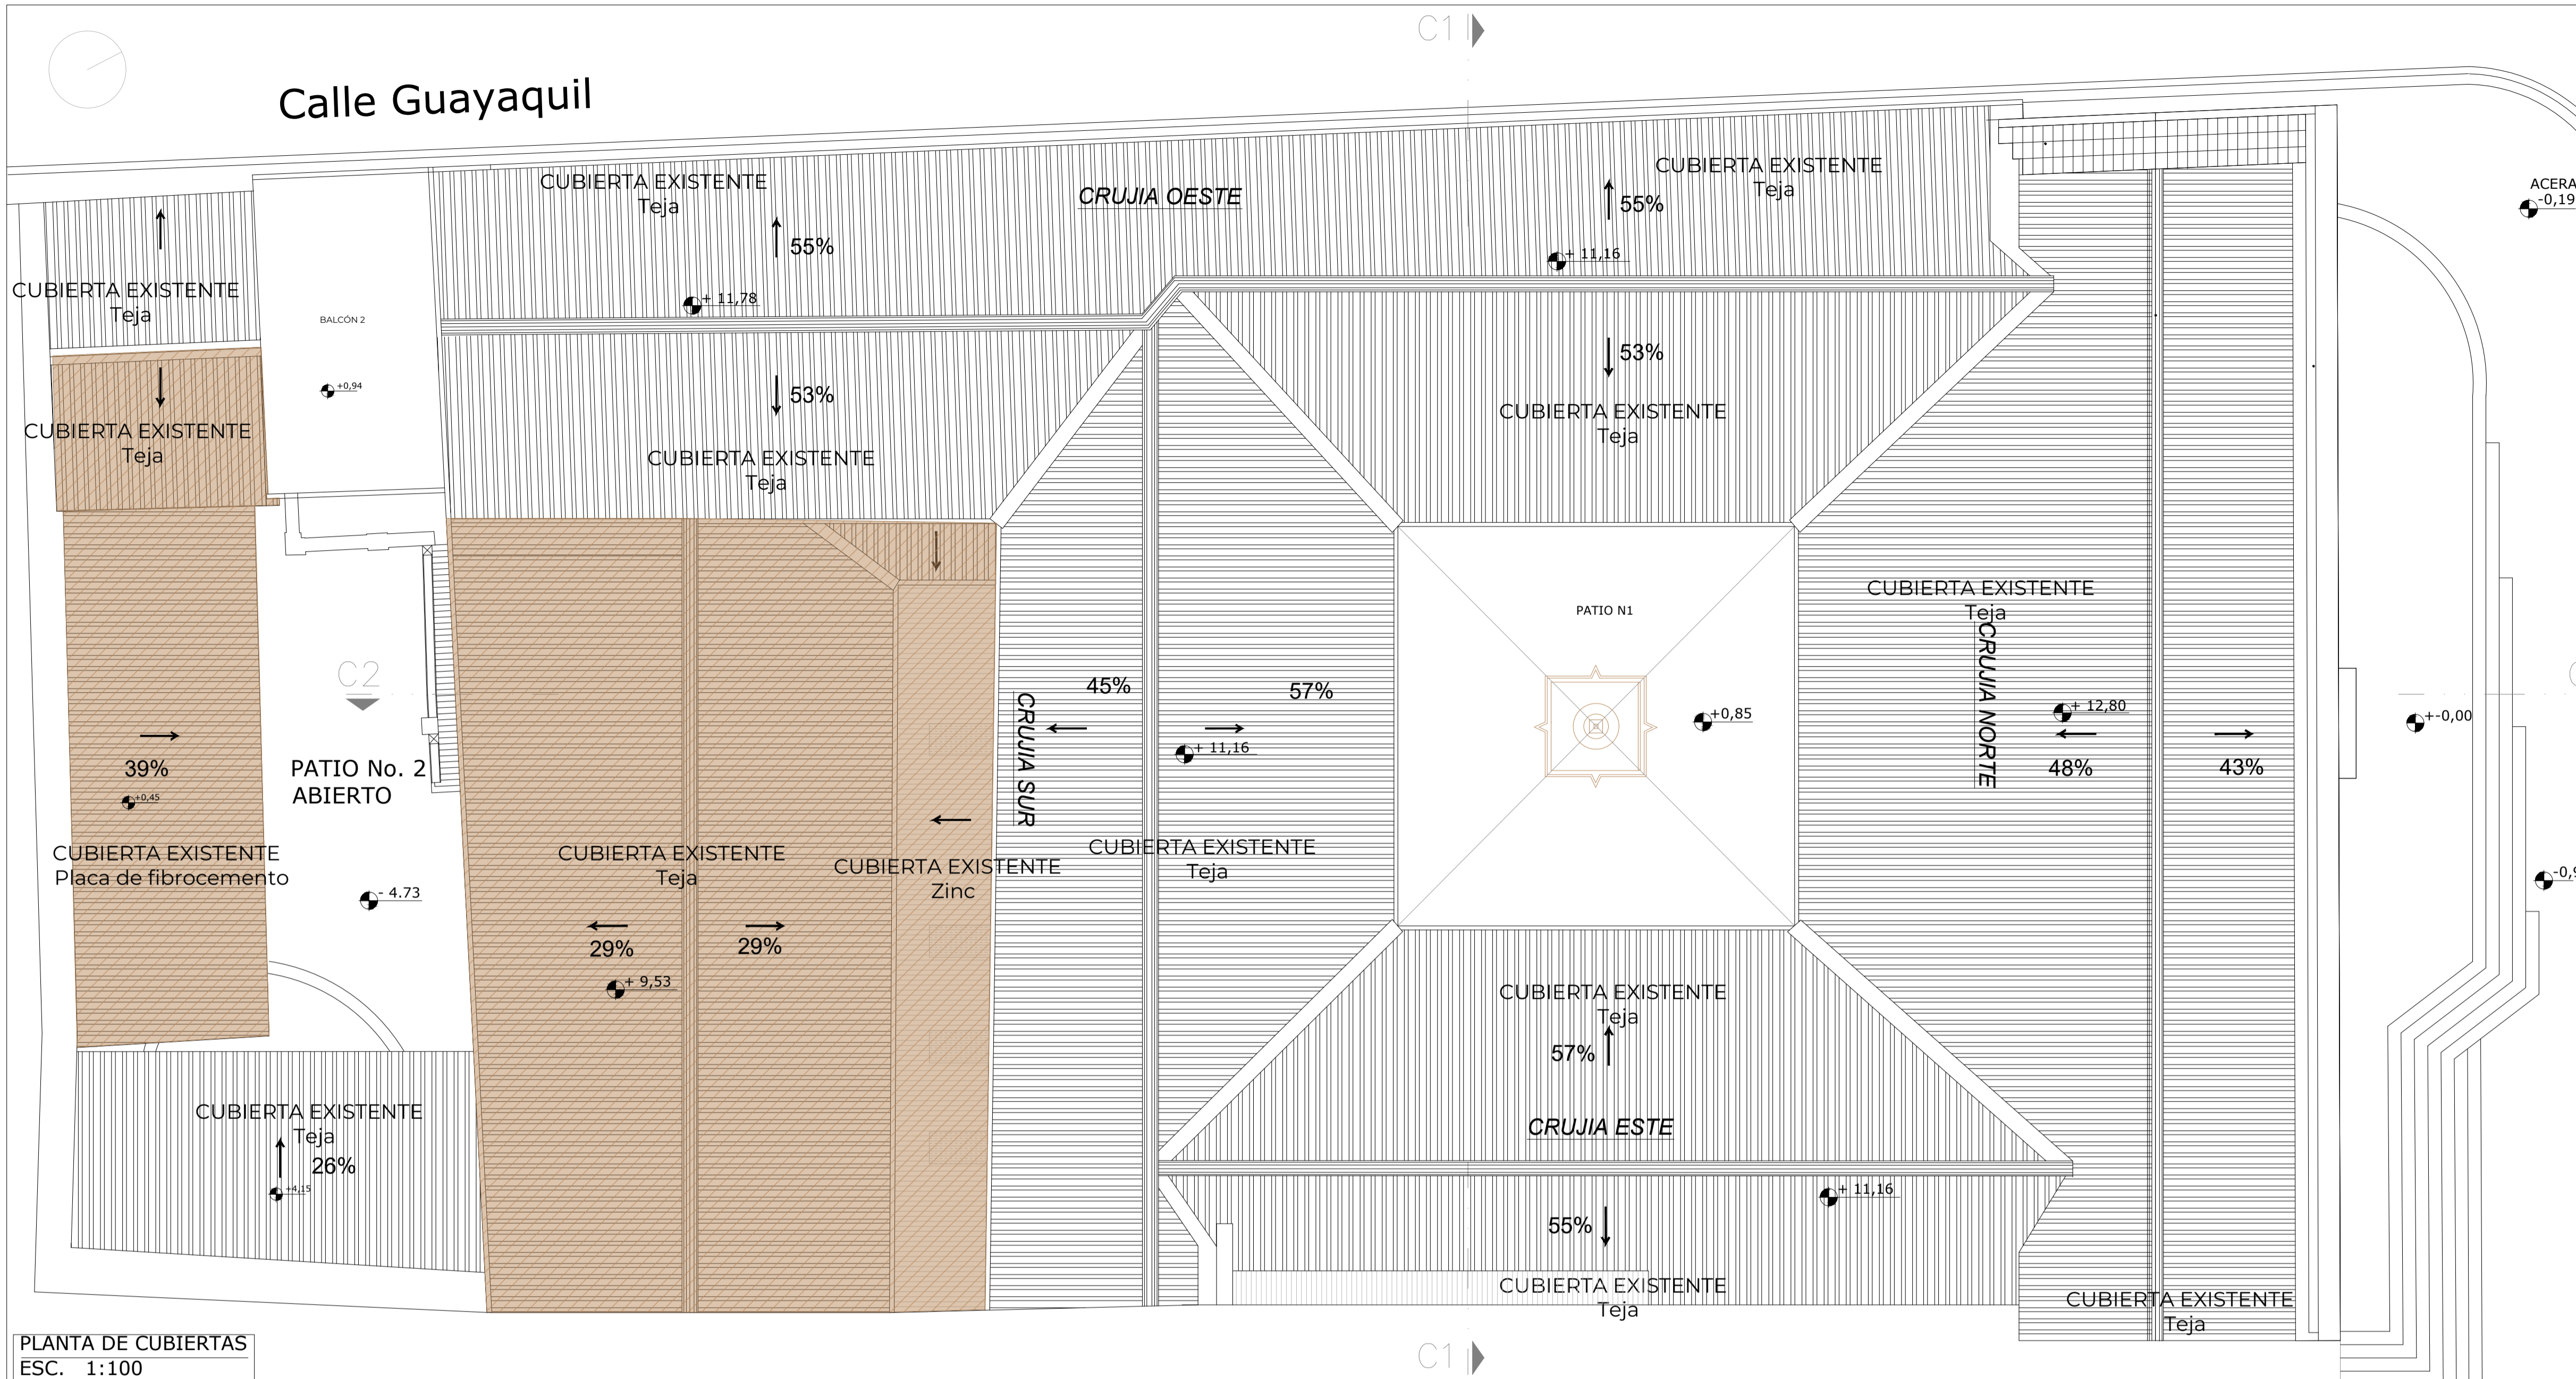 C1
Calle Guayaquil
CUBIERTA EXISTENTE
Teja
CRUJIA OESTE
CUBIERTA EXISTENTE
Teja
55%
55%
ACERA
-0,19
+ 11,16
+ 11,78
CUBIERTA EXISTENTE
Teja
BALCÓN 2
+0,94
53%
53%
CUBIERTA EXISTENTE
Teja
CUBIERTA EXISTENTE
Teja
CUBIERTA EXISTENTE
Teja
PATIO N1
CUBIERTA EXISTENTE
Teja
CRUJIA NORTE
C2
45%
57%
CRUJIA SUR
+ 11,16
+0,85
+ 12,80
+-0,00
48%
43%
39%
+0,45
PATIO No. 2
ABIERTO
CUBIERTA EXISTENTE
Placa de fibrocemento
CUBIERTA EXISTENTE
Teja
CUBIERTA EXISTENTE
Zinc
CUBIERTA EXISTENTE
Teja
- 4.73
29%
29%
+ 9,53
CUBIERTA EXISTENTE
Teja
57%
CUBIERTA EXISTENTE
Teja
26%
+4,15
CRUJIA ESTE
+ 11,16
55%
CUBIERTA EXISTENTE
Teja
CUBIERTA EXISTENTE
Teja
PLANTA DE CUBIERTAS
ESC. 1:100
C1